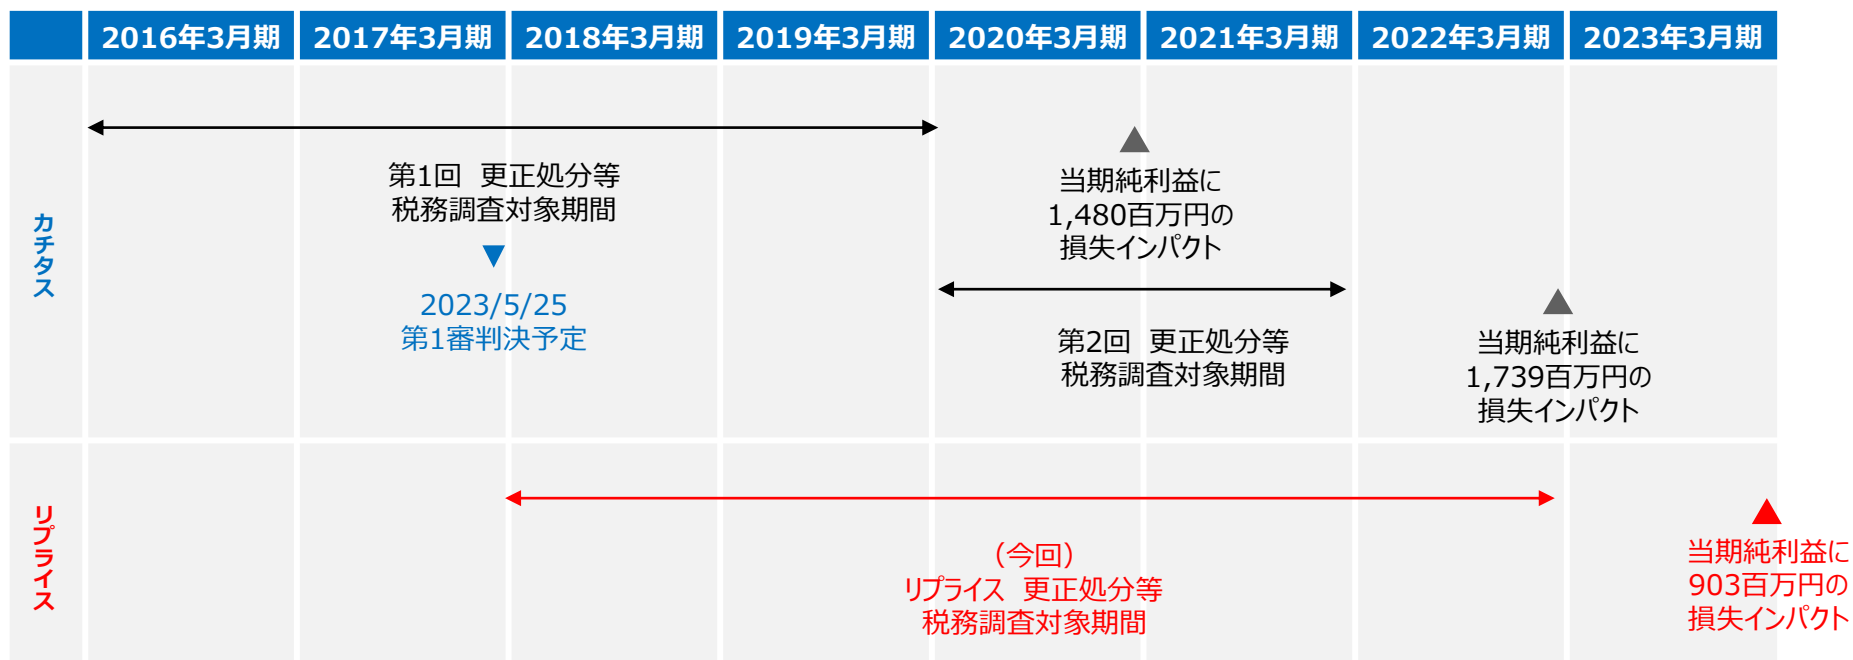 2016年3月期 2017年3月期 2018年3月期 2019年3月期 2020年3月期 2021年3月期 2022年3月期 2023年3月期
カチタス
第1回 更正処分等
税務調査対象期間
2023/5/25
第1審判決予定
当期純利益に
1,480百万円の
損失インパクト
第2回 更正処分等
税務調査対象期間
当期純利益に
1,739百万円の
損失インパクト
リプライス
(今回)
リプライス 更正処分等
税務調査対象期間
当期純利益に
903百万円の
損失インパクト